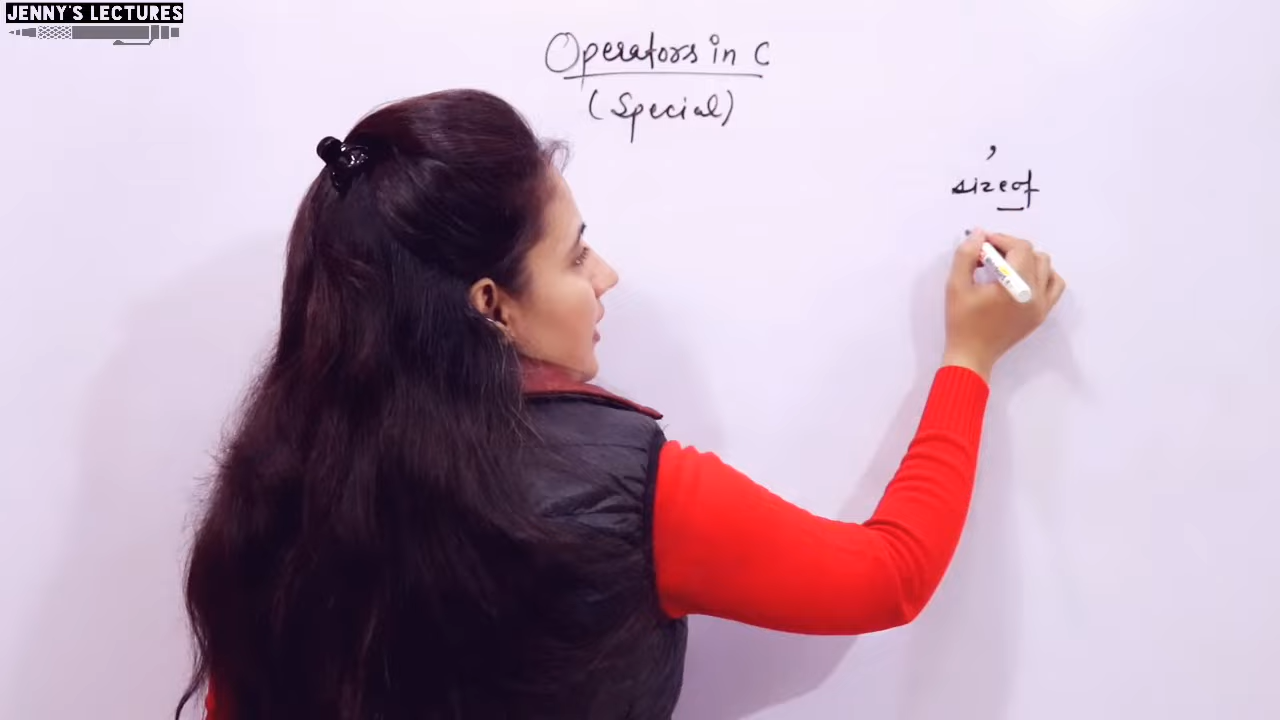 JENNY'S LECTURES
Operators in C
(Special)
,
sizeof